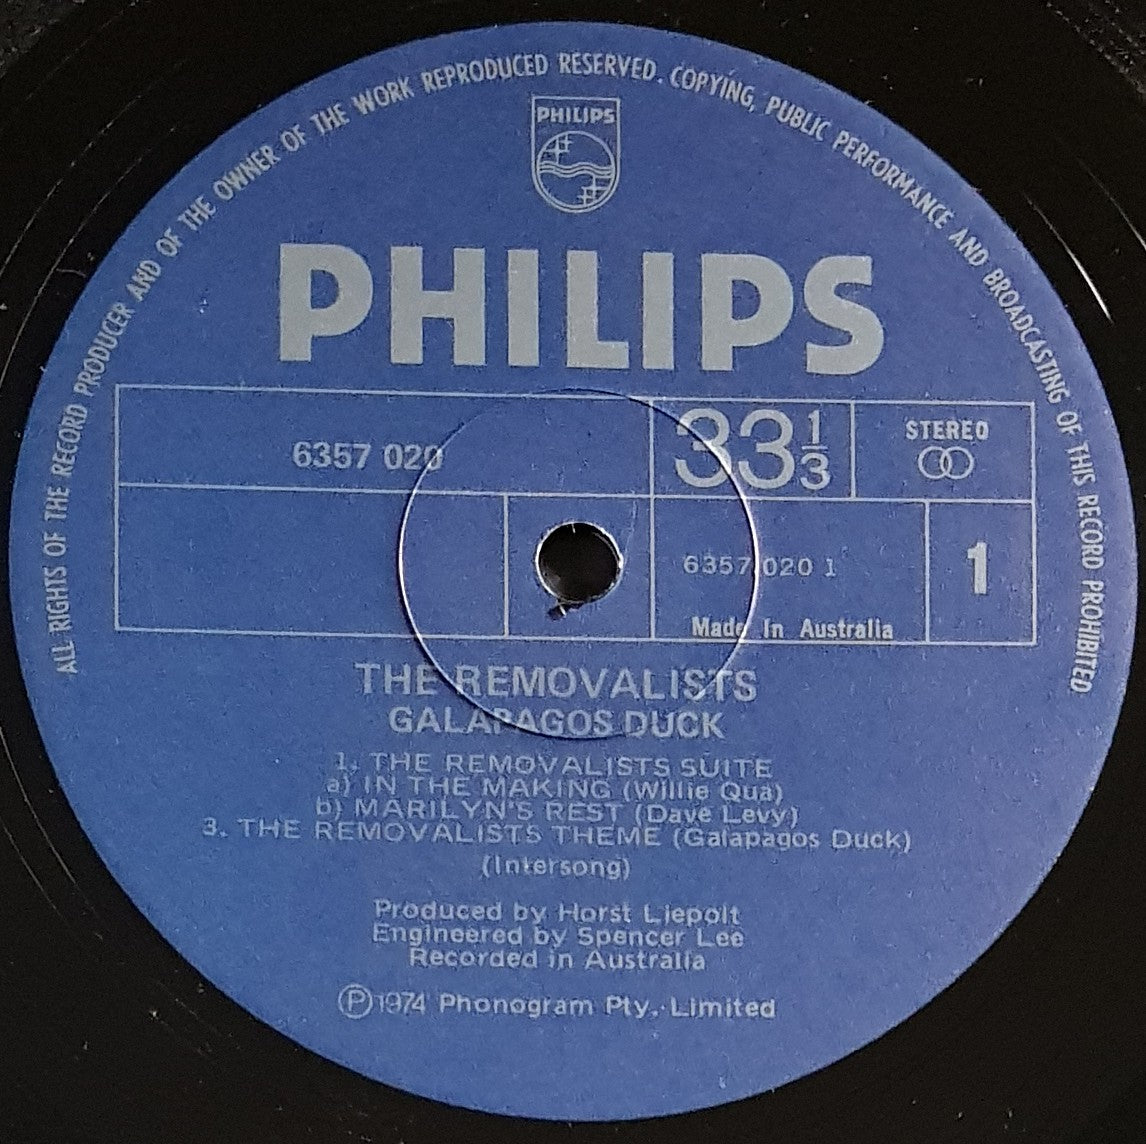 ALL RIGHTS OF THE RECORD PRODUCER AND OF THE OWNER OF THE WORK REPRODUCED RESERVED. COPYING, PUBLIC PERFORMANCE AND BROADCASTING OF THIS RECORD PROHIBITED
PHILIPS
PHILIPS
6357 020
33 1/3
STEREO
6357 020 1
1
Made In Australia
THE REMOVALISTS
GALAPAGOS DUCK
1. THE REMOVALISTS SUITE
a) IN THE MAKING (Willie Qua)
b) MARILYN'S REST (Dave Levy)
3. THE REMOVALISTS THEME (Galapagos Duck)
(Intersong)
Produced by Horst Liepolt
Engineered by Spencer Lee
Recorded in Australia
Ⓟ1974 Phonogram Pty. Limited